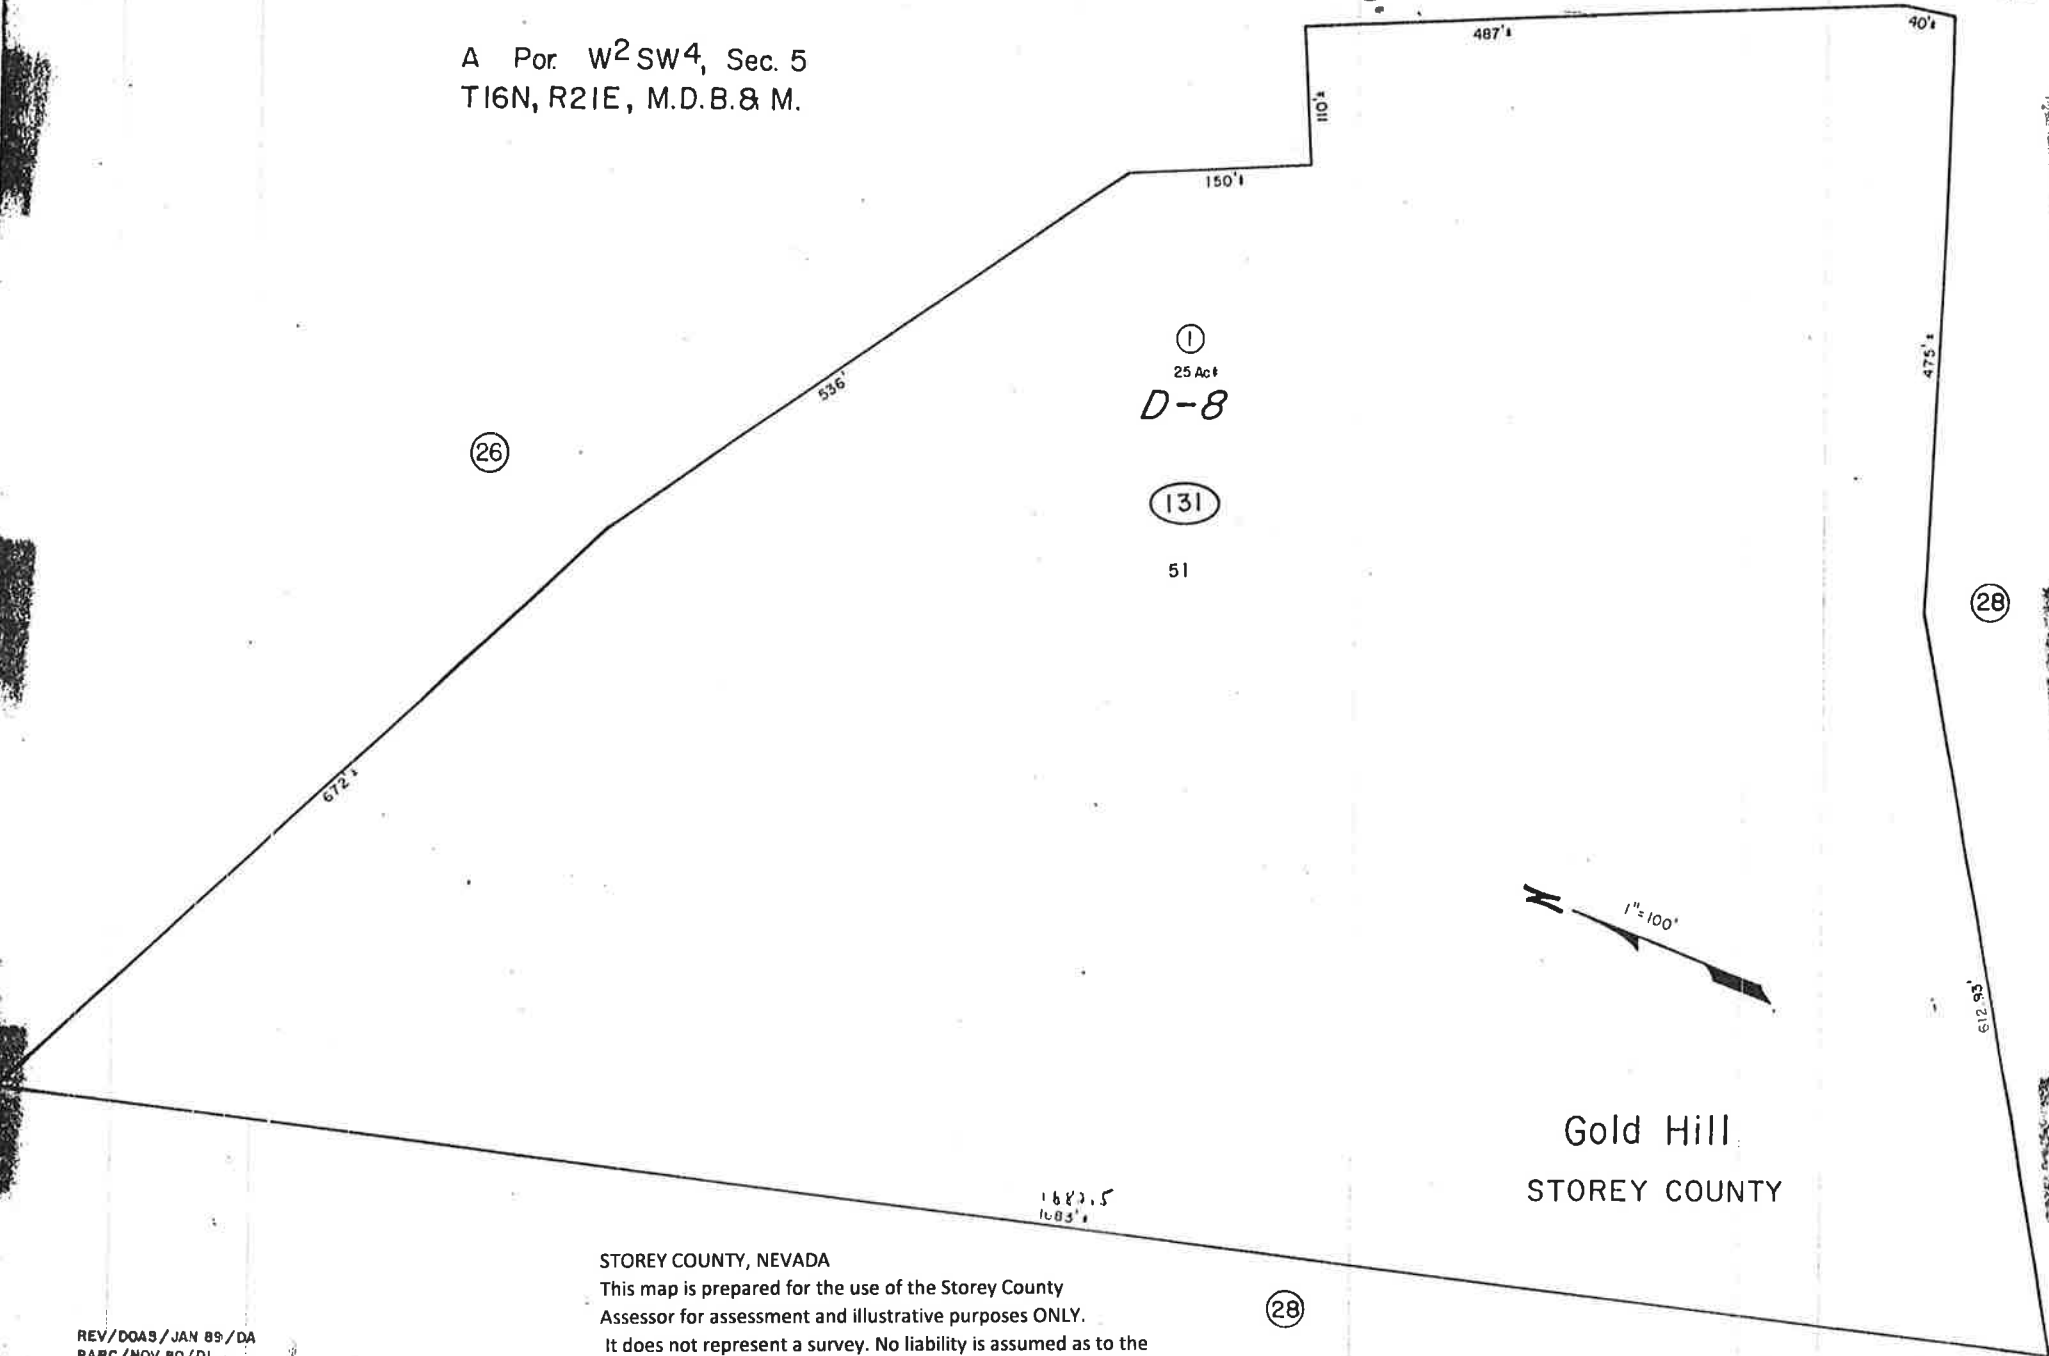 A Por. W2 SW4, Sec. 5
T16N, R21E, M.D.B.& M.
487'±
40'±
110'±
150'±
536'
1
25 Ac±
D-8
475'±
26
131
51
28
672'±
N
1"=100'
612.93'
Gold Hill
STOREY COUNTY
1683'±
STOREY COUNTY, NEVADA
This map is prepared for the use of the Storey County
Assessor for assessment and illustrative purposes ONLY.
It does not represent a survey. No liability is assumed as to the
28
REV/DOAS/JAN 89/DA